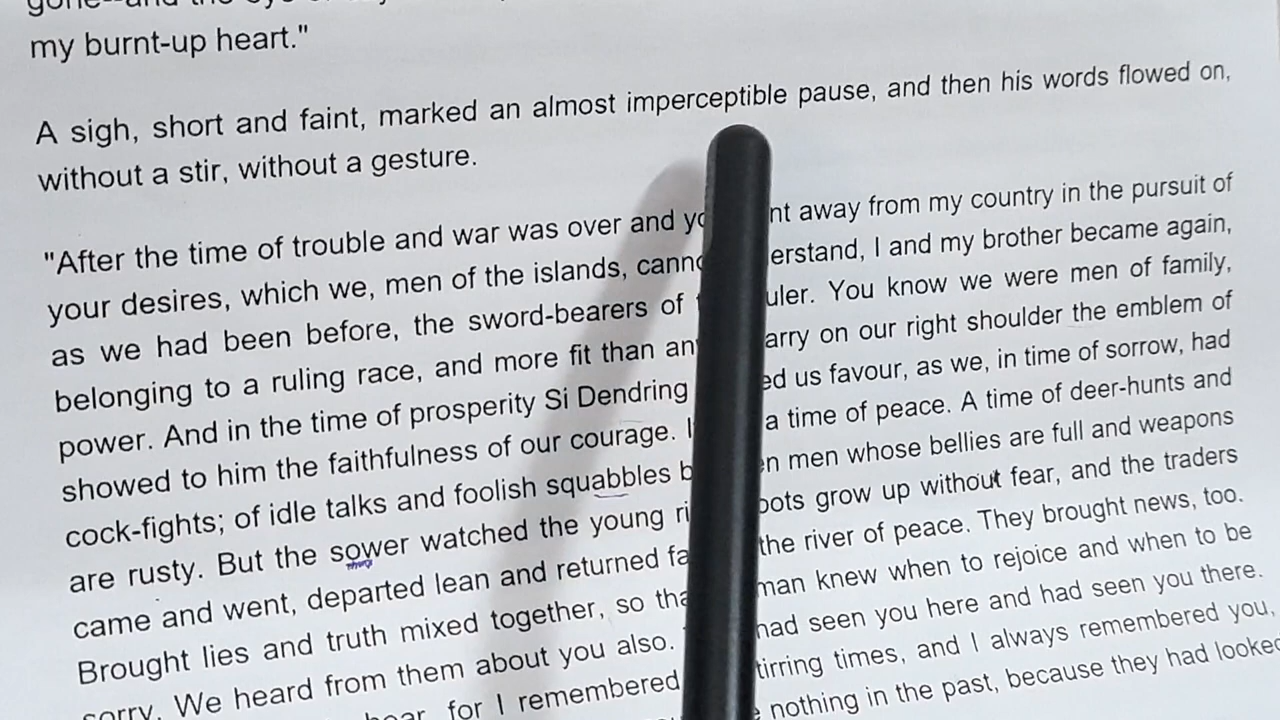 the eye of
my burnt-up heart."
A sigh, short and faint, marked an almost imperceptible pause, and then his words flowed on,
without a stir, without a gesture.
"After the time of trouble and war was over and away from my country in the pursuit of
your desires, which we, men of the islands, I and my brother became again,
as we had been before, the sword-bearers of You know we were men of family,
belonging to a ruling race, and more fit than on our right shoulder the emblem of
power. And in the time of prosperity Si Dendring us favour, as we, in time of sorrow, had
showed to him the faithfulness of our courage. a time of peace. A time of deer-hunts and
cock-fights; of idle talks and foolish squabbles men whose bellies are full and weapons
are rusty. But the sower watched the young grow up without fear, and the traders
came and went, departed lean and returned the river of peace. They brought news, too.
Brought lies and truth mixed together, so man knew when to rejoice and when to be
sorry. We heard from them about you also. had seen you here and had seen you there.
hear, for I remembered times, and I always remembered you,
nothing in the past, because they had looked